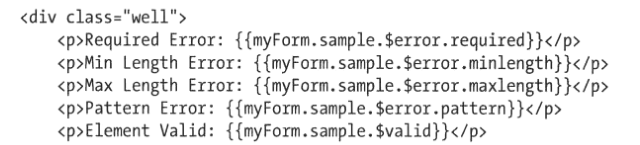 <div class="well">
    <p>Required Error: {{myForm.sample.$error.required}}</p>
    <p>Min Length Error: {{myForm.sample.$error.minlength}}</p>
    <p>Max Length Error: {{myForm.sample.$error.maxlength}}</p>
    <p>Pattern Error: {{myForm.sample.$error.pattern}}</p>
    <p>Element Valid: {{myForm.sample.$valid}}</p>